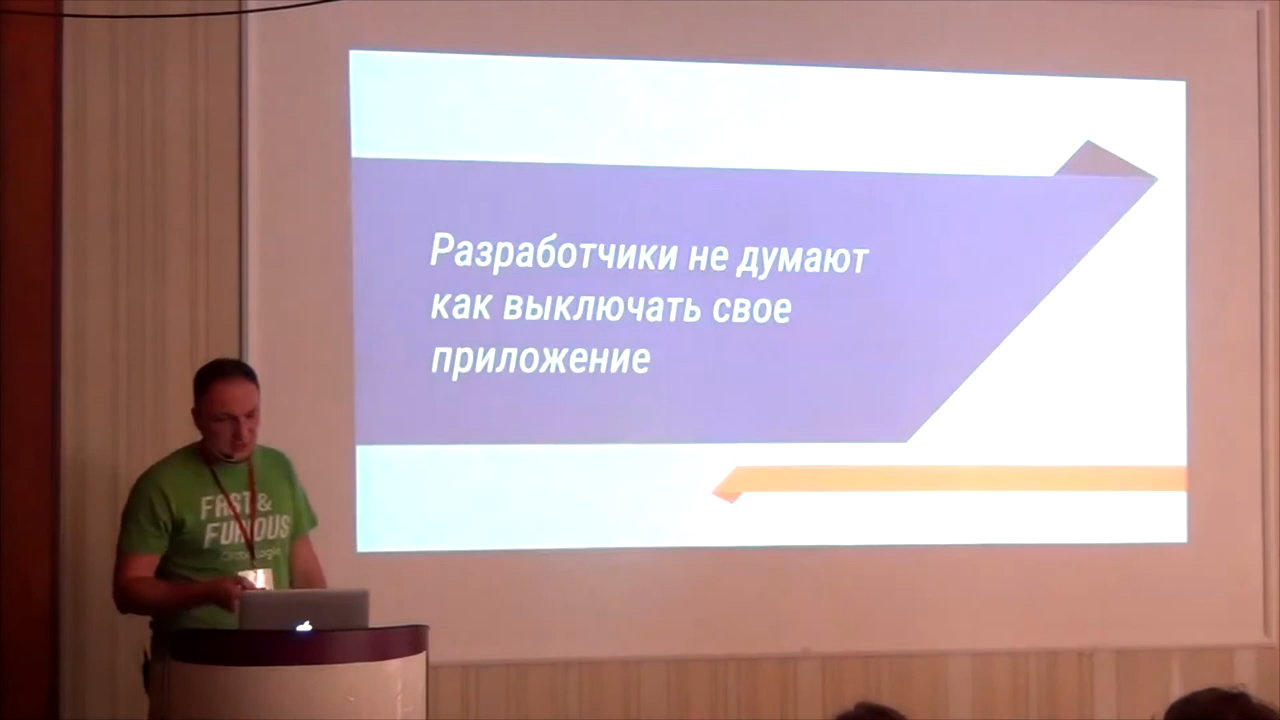 Разработчики не думают
как выключать свое
приложение
FAST &
FURIOUS